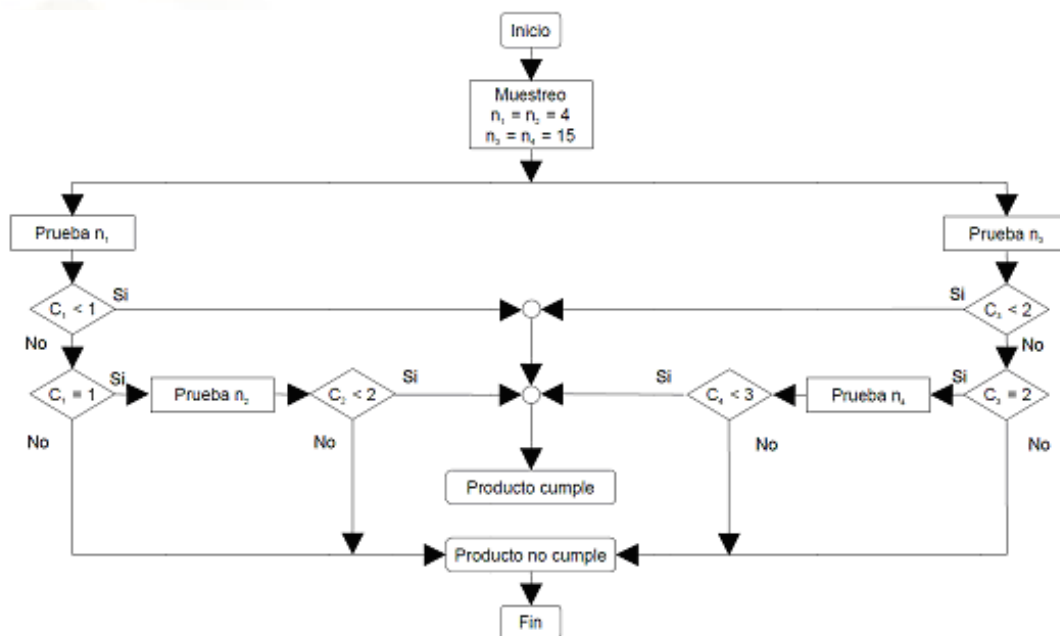 Inicio
Muestreo
n₁ = n₂ = 4
n₃ = n₄ = 15
Prueba n₁
Prueba n₃
C₁ < 1
Si
Si
C₃ < 2
No
No
C₁ = 1
Si
Prueba n₂
C₂ < 2
Si
Si
C₄ < 3
Prueba n₄
Si
C₃ = 2
No
No
No
No
Producto cumple
Producto no cumple
Fin